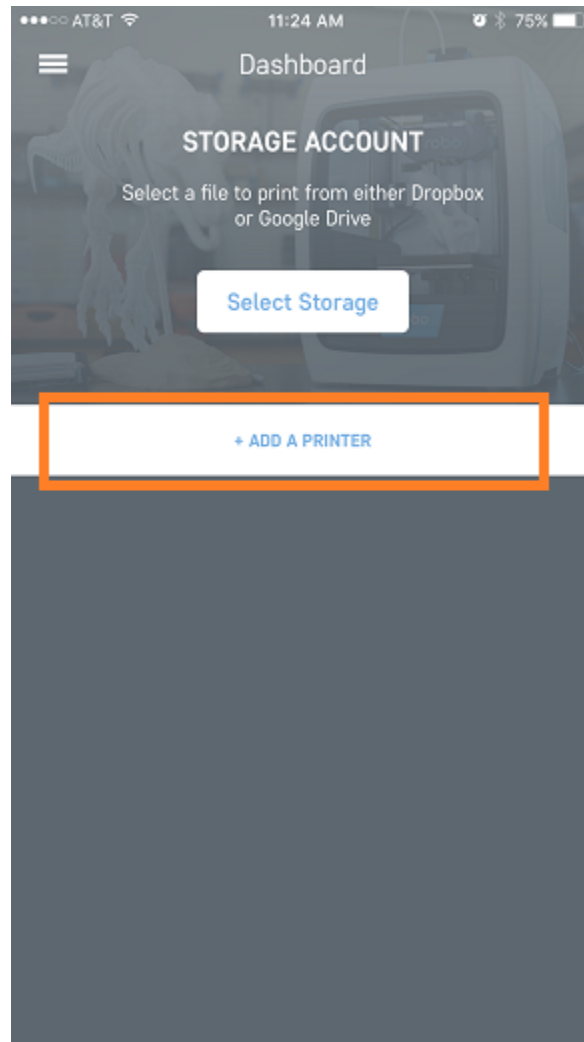 AT&T 11:24 AM 75%
Dashboard
STORAGE ACCOUNT
Select a file to print from either Dropbox
or Google Drive
Select Storage
+ ADD A PRINTER